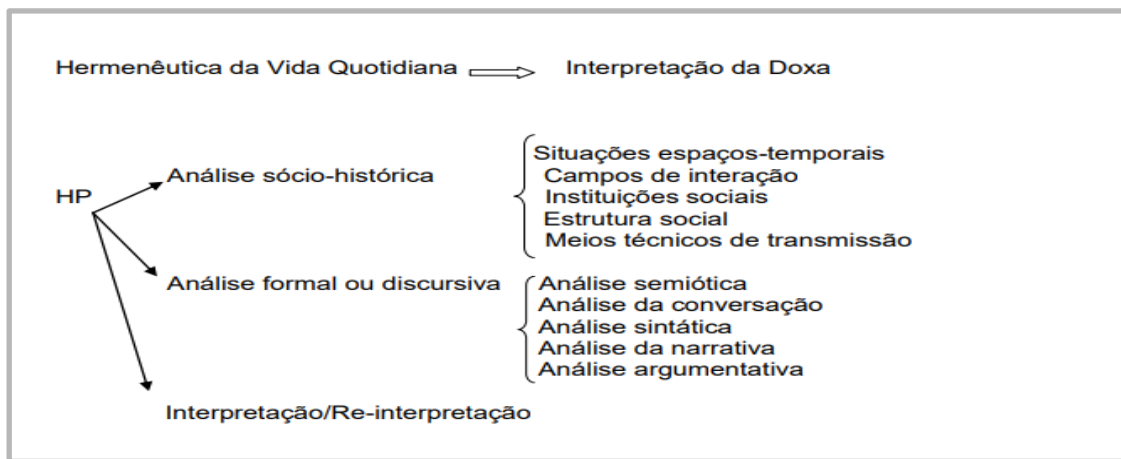 Hermenêutica da Vida Quotidiana Interpretação da Doxa
HP
Análise sócio-histórica
Situações espaços-temporais
Campos de interação
Instituições sociais
Estrutura social
Meios técnicos de transmissão
Análise formal ou discursiva
Análise semiótica
Análise da conversação
Análise sintática
Análise da narrativa
Análise argumentativa
Interpretação/Re-interpretação